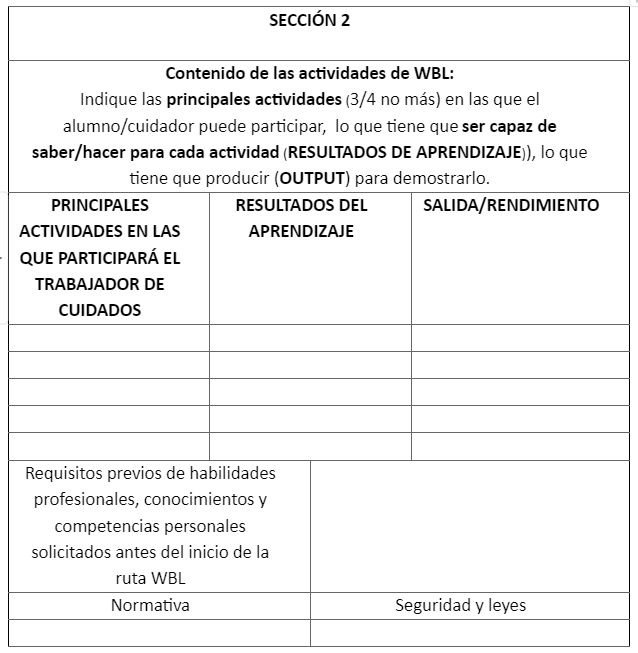 SECCIÓN 2
Contenido de las actividades de WBL:
Indique las principales actividades (3/4 no más) en las que el
alumno/cuidador puede participar, lo que tiene que ser capaz de
saber/hacer para cada actividad (RESULTADOS DE APRENDIZAJE)), lo que
tiene que producir (OUTPUT) para demostrarlo.
PRINCIPALES
ACTIVIDADES EN LAS
QUE PARTICIPARÁ EL
TRABAJADOR DE
CUIDADOS
RESULTADOS DEL
APRENDIZAJE
SALIDA/RENDIMIENTO
Requisitos previos de habilidades
profesionales, conocimientos y
competencias personales
solicitados antes del inicio de la
ruta WBL
Normativa
Seguridad y leyes